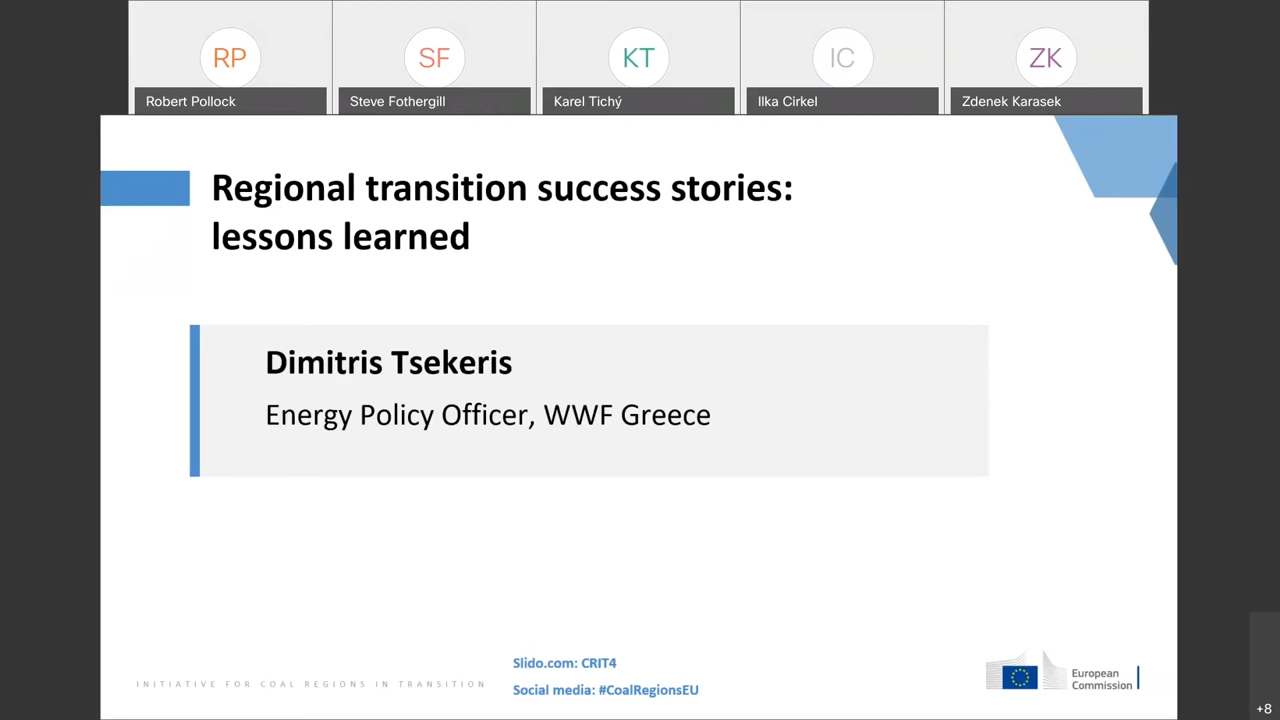 RP
SF
KT
IC
ZK
Robert Pollock
Steve Fothergill
Karel Tichý
Ilka Cirkel
Zdenek Karasek
Regional transition success stories:
lessons learned
Dimitris Tsekeris
Energy Policy Officer, WWF Greece
Slido.com: CRIT4
INITIATIVE FOR COAL REGIONS IN TRANSITION
Social media: #CoalRegionsEU
European
Commission
+8